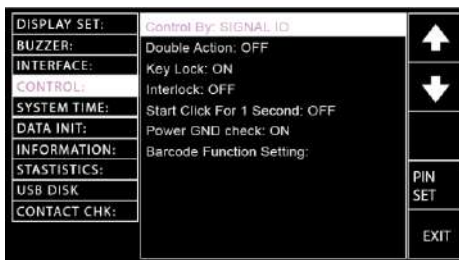 DISPLAY SET:
BUZZER:
INTERFACE:
CONTROL:
SYSTEM TIME:
DATA INIT:
INFORMATION:
STASTISTICS:
USB DISK
CONTACT CHK:
Control By: SIGNAL IO
Double Action: OFF
Key Lock: ON
Interlock: OFF
Start Click For 1 Second: OFF
Power GND check: ON
Barcode Function Setting:
PIN
SET
EXIT